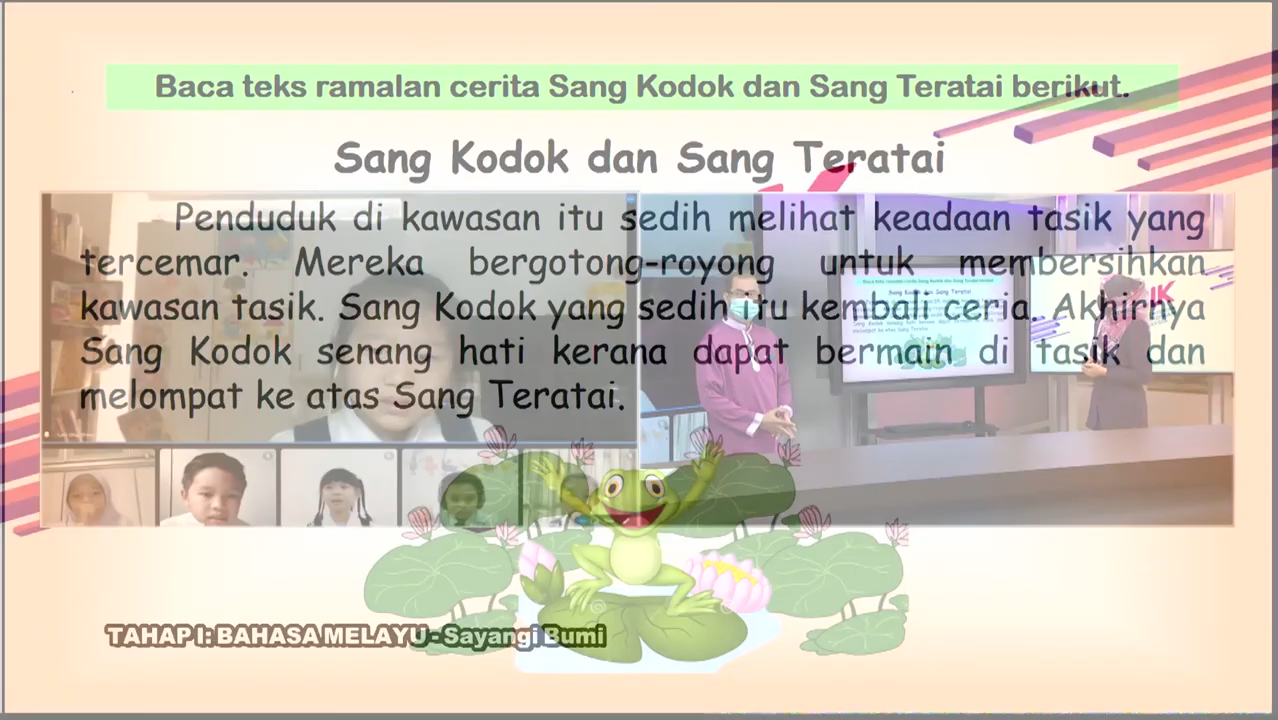 Baca teks ramalan cerita Sang Kodok dan Sang Teratai berikut.
Sang Kodok dan Sang Teratai
Penduduk di kawasan itu sedih melihat keadaan tasik yang
tercemar. Mereka bergotong-royong untuk membersihkan
kawasan tasik. Sang Kodok yang sedih itu kembali ceria. Akhirnya
Sang Kodok senang hati kerana dapat bermain di tasik dan
melompat ke atas Sang Teratai.
TAHAP I: BAHASA MELAYU - Sayangi Bumi